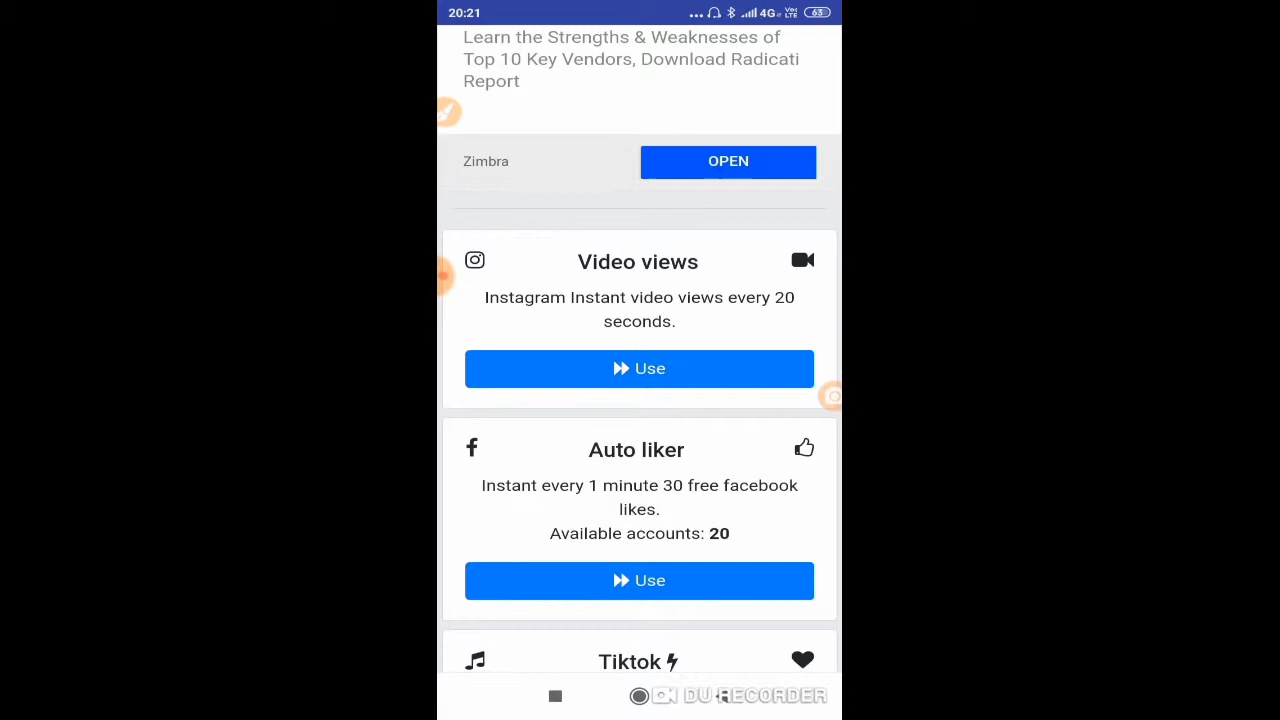 20:21
4G
63
Learn the Strengths & Weaknesses of
Top 10 Key Vendors, Download Radicati
Report
Zimbra
OPEN
Video views
Instagram Instant video views every 20
seconds.
Use
Auto liker
Instant every 1 minute 30 free facebook
likes.
Available accounts: 20
Use
Tiktok
DU RECORDER